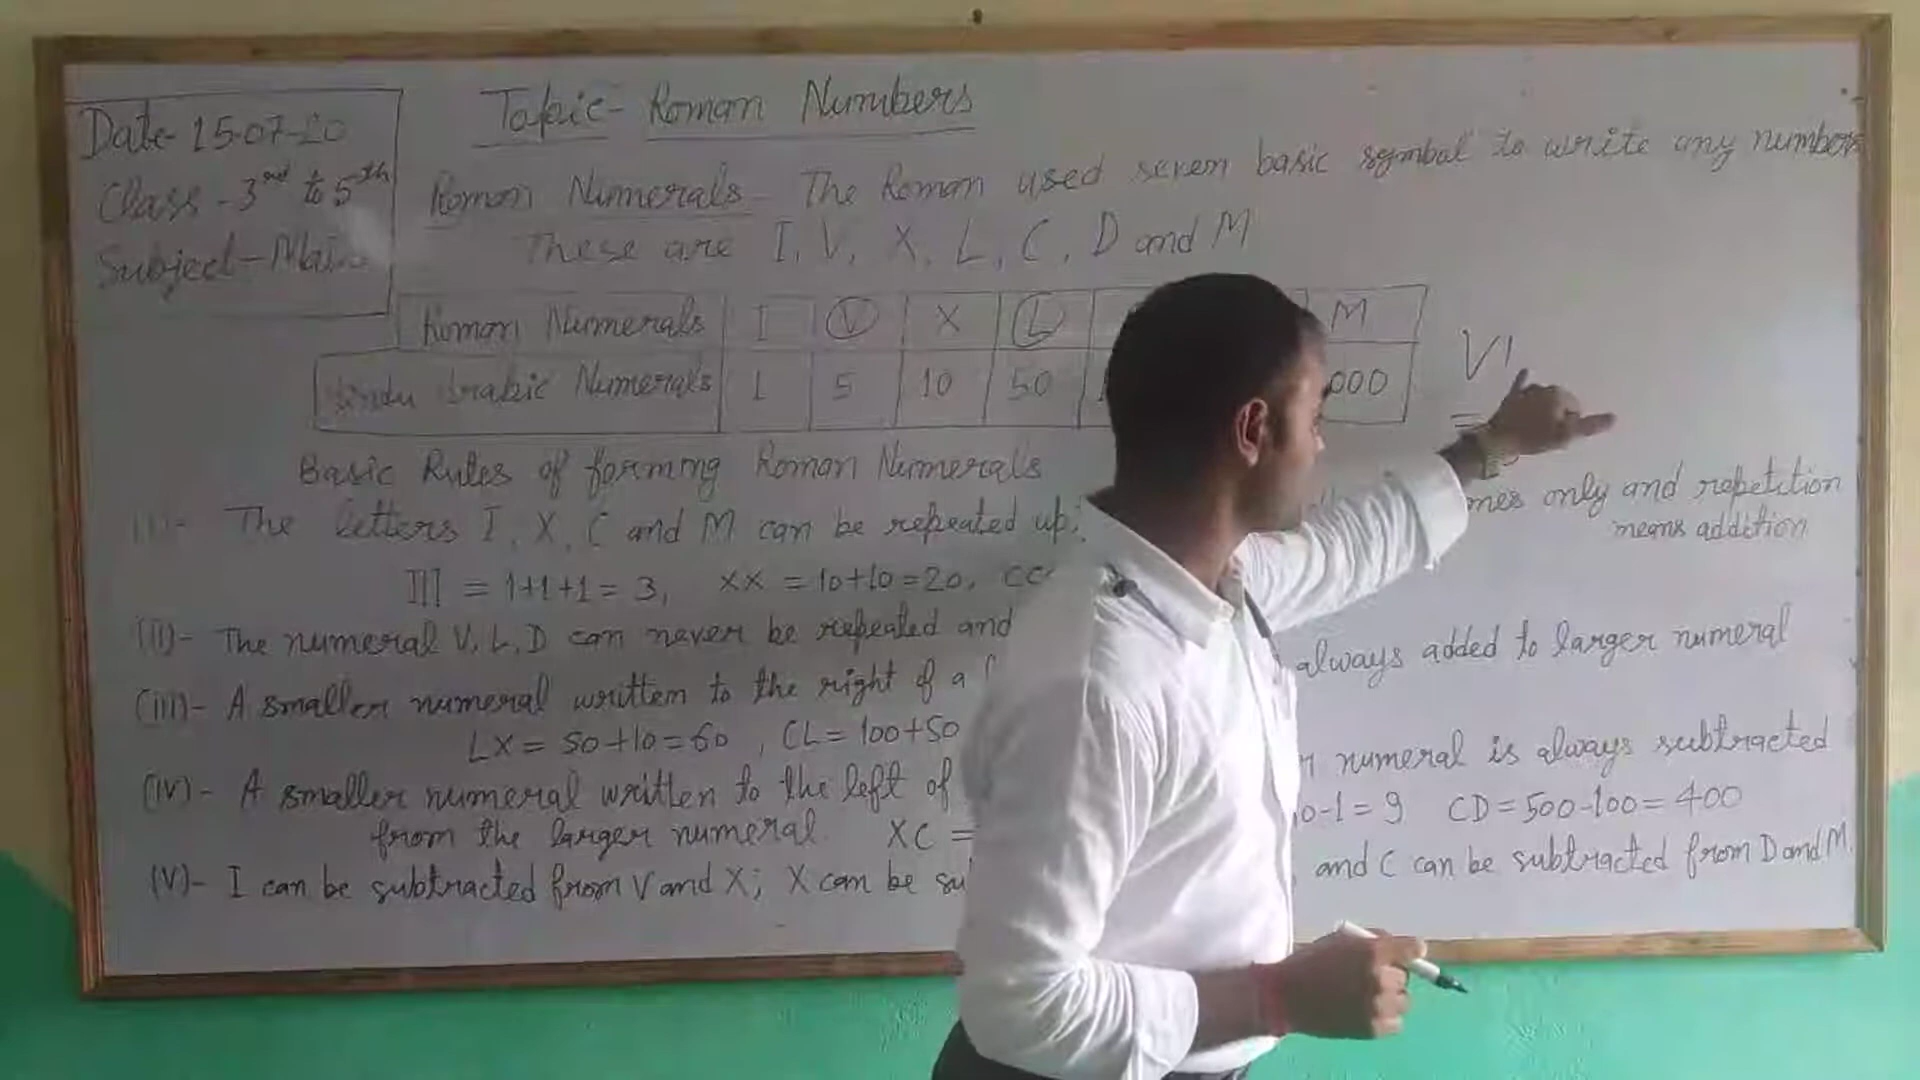 Date- 15-07-20
Class - 3rd to 5th
Subject-
Topic- Roman Numbers
Roman Numerals - The Roman used seven basic symbal to write any numbers
These are I, V, X, L, C, D and M
Roman Numerals I V X L M
Hindu Arabic Numerals 1 5 10 50 000
VI
Basic Rules of forming Roman Numerals
(I)- The letters I, X, C and M can be repeated up only and repetition
means addition
III = 1+1+1= 3, XX = 10+10=20, CC
(II)- The numeral V, L, D can never be repeated and
(III)- A smaller numeral written to the right of a always added to larger numeral
LX = 50+10=60, CL= 100+50
(IV)- A smaller numeral written to the left of numeral is always subtracted
from the larger numeral. XC = 0-1= 9 CD=500-100= 400
(V)- I can be subtracted from V and X; X can be and C can be subtracted from D and M.